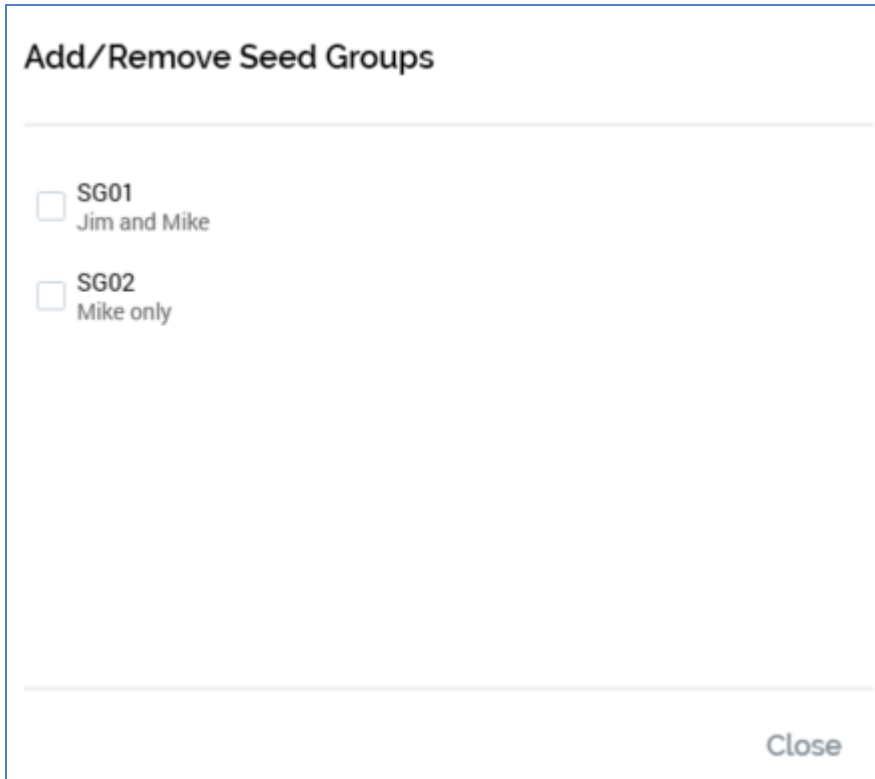 Add/Remove Seed Groups
SG01
Jim and Mike
SG02
Mike only
Close